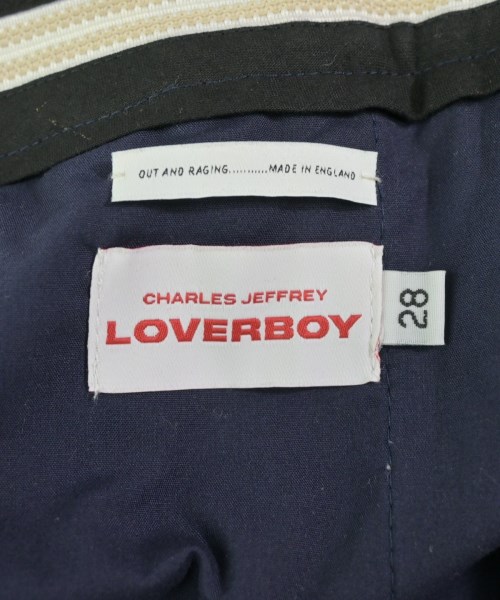 OUT AND RAGING...........MADE IN ENGLAND
CHARLES JEFFREY
LOVERBOY
28